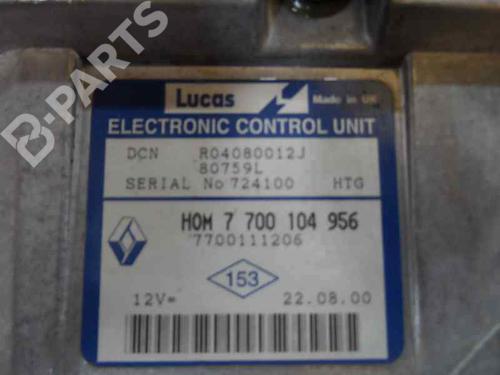 B-PARTS
Lucas
Made in UK
ELECTRONIC CONTROL UNIT
DCN R04080012J
80759L
SERIAL No 724100 HTG
HOM 7 700 104 956
7700111206
153
12V= 22.08.00